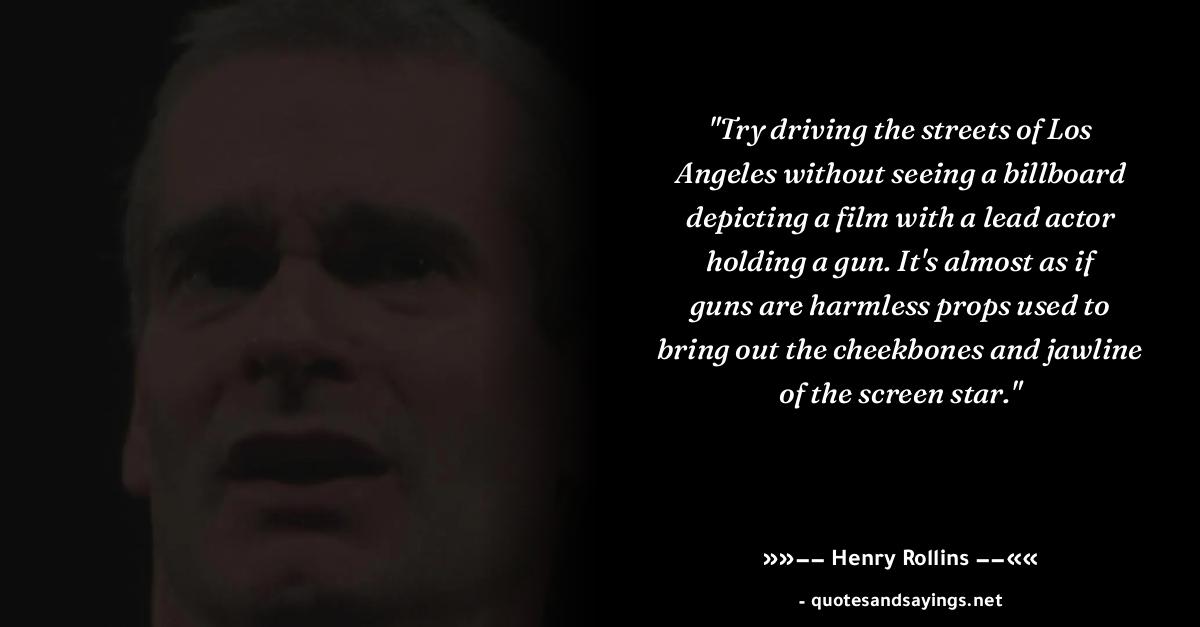 "Try driving the streets of Los
Angeles without seeing a billboard
depicting a film with a lead actor
holding a gun. It's almost as if
guns are harmless props used to
bring out the cheekbones and jawline
of the screen star."
»»–– Henry Rollins ––««
- quotesandsayings.net